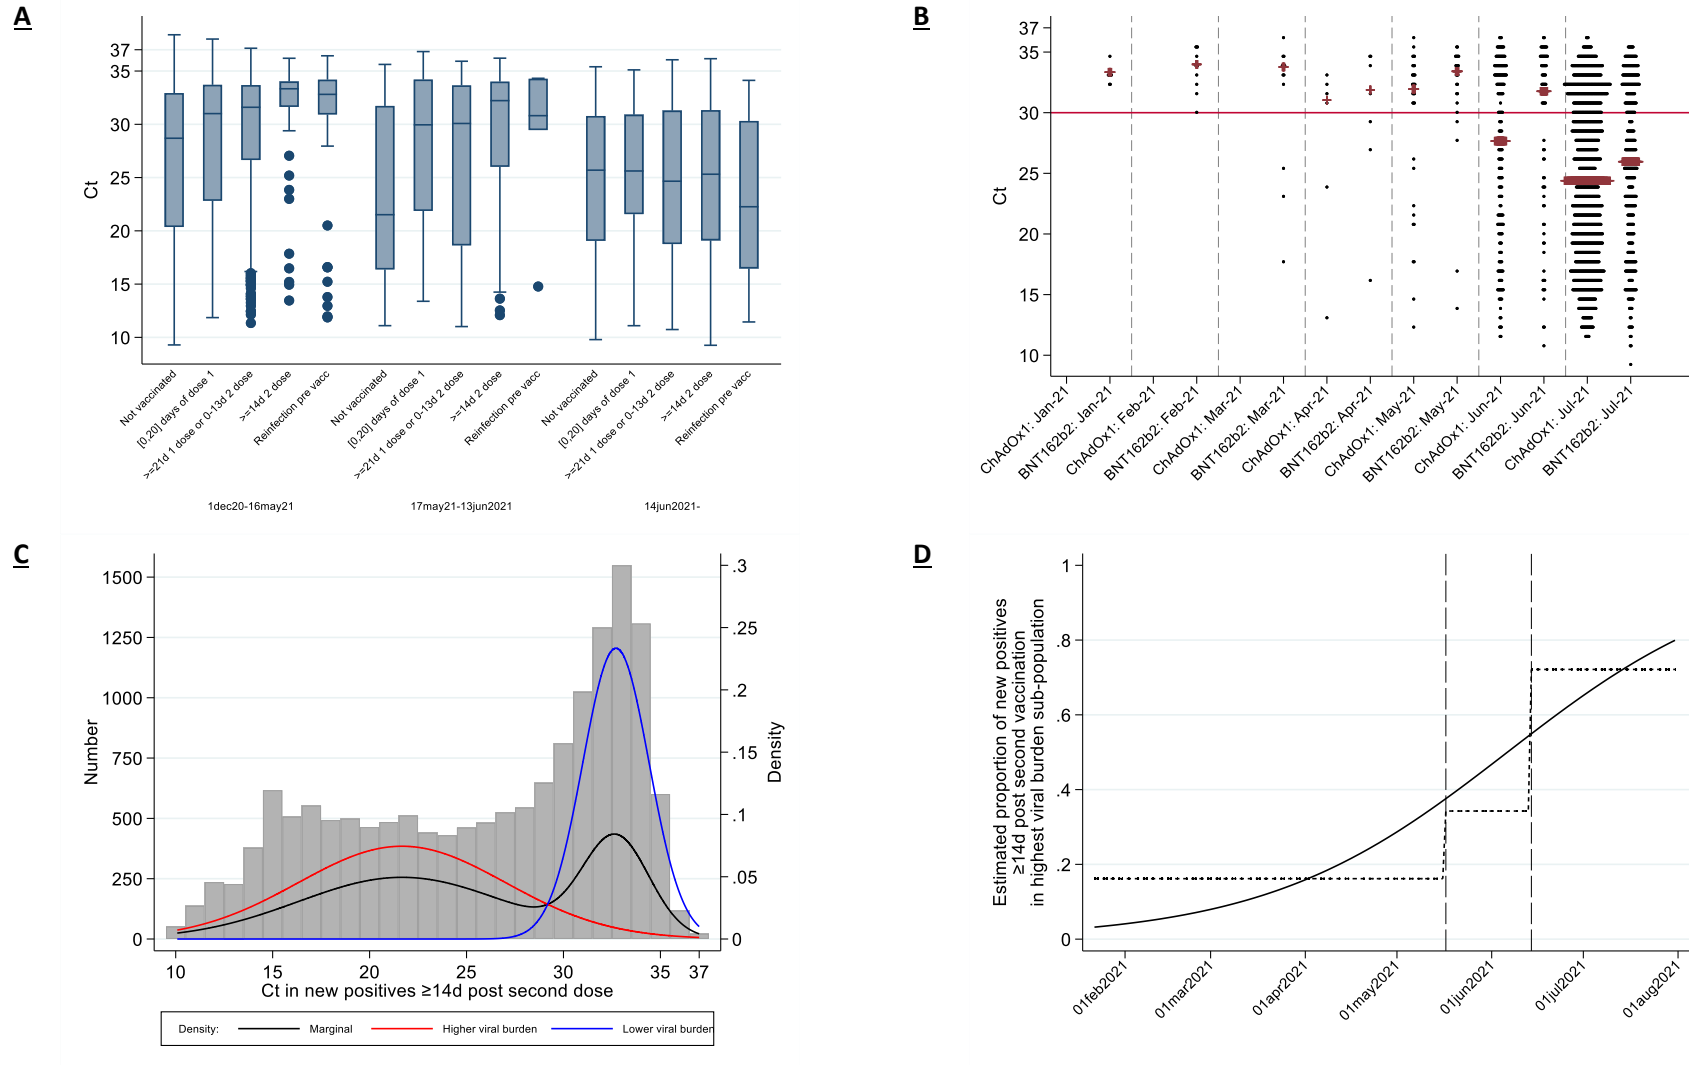 A
Ct
37
35
30
25
20
15
10
Not vaccinated
[0,20] days of dose 1
>=21d 1 dose or 0-13d 2 dose
>=14d 2 dose
Reinfection pre vacc
Not vaccinated
[0,20] days of dose 1
>=21d 1 dose or 0-13d 2 dose
>=14d 2 dose
Reinfection pre vacc
Not vaccinated
[0,20] days of dose 1
>=21d 1 dose or 0-13d 2 dose
>=14d 2 dose
Reinfection pre vacc
1dec20-16may21
17may21-13jun2021
14jun2021-
B
Ct
37
35
30
25
20
15
10
ChAdOx1: Jan-21
BNT162b2: Jan-21
ChAdOx1: Feb-21
BNT162b2: Feb-21
ChAdOx1: Mar-21
BNT162b2: Mar-21
ChAdOx1: Apr-21
BNT162b2: Apr-21
ChAdOx1: May-21
BNT162b2: May-21
ChAdOx1: Jun-21
BNT162b2: Jun-21
ChAdOx1: Jul-21
BNT162b2: Jul-21
C
Number
1500
1250
1000
750
500
250
0
Density
.3
.25
.2
.15
.1
.05
0
10
15
20
25
30
35
37
Ct in new positives ≥14d post second dose
Density:
Marginal
Higher viral burden
Lower viral burden
D
Estimated proportion of new positives
≥14d post second vaccination
in highest viral burden sub-population
1
.8
.6
.4
.2
0
01feb2021
01mar2021
01apr2021
01may2021
01jun2021
01jul2021
01aug2021